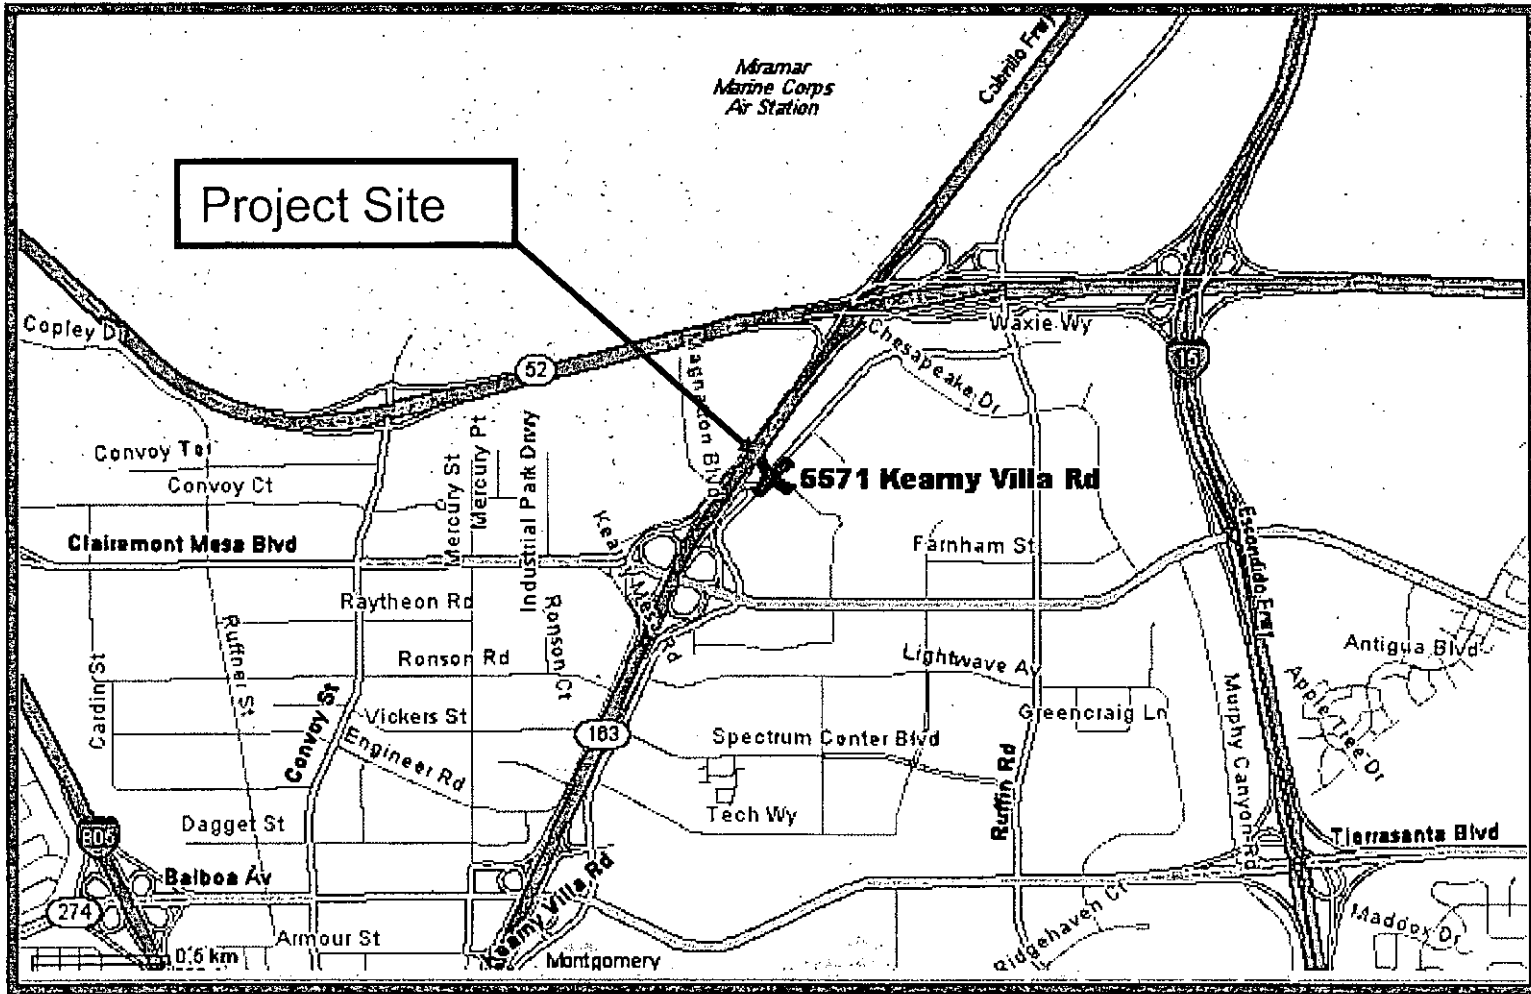 Miramar
Marine Corps
Air Station
Cabrillo Frwy
Project Site
Copley Dr
Waxie Wy
Chesapeake Dr
52
15
Magnatron Blvd
Convoy Ter
Convoy Ct
Mercury St
Mercury Pt
Industrial Park Drwy
5571 Kearny Villa Rd
Clairemont Mesa Blvd
Kearny Mesa Rd
Farnham St
Escondido Frwy
Raytheon Rd
Ronson Ct
Ruffner St
Ronson Rd
Lightwave Av
Antigua Blvd
Cardin St
Convoy St
Vickers St
Engineer Rd
163
Spectrum Center Blvd
Greencraig Ln
Murphy Canyon Rd
Apple Tree Dr
Ruffin Rd
Tech Wy
Dagget St
805
Tierrasanta Blvd
Balboa Av
Kearny Villa Rd
274
Armour St
Ridgehaven Ct
Maddox Dr
0.5 km
Montgomery